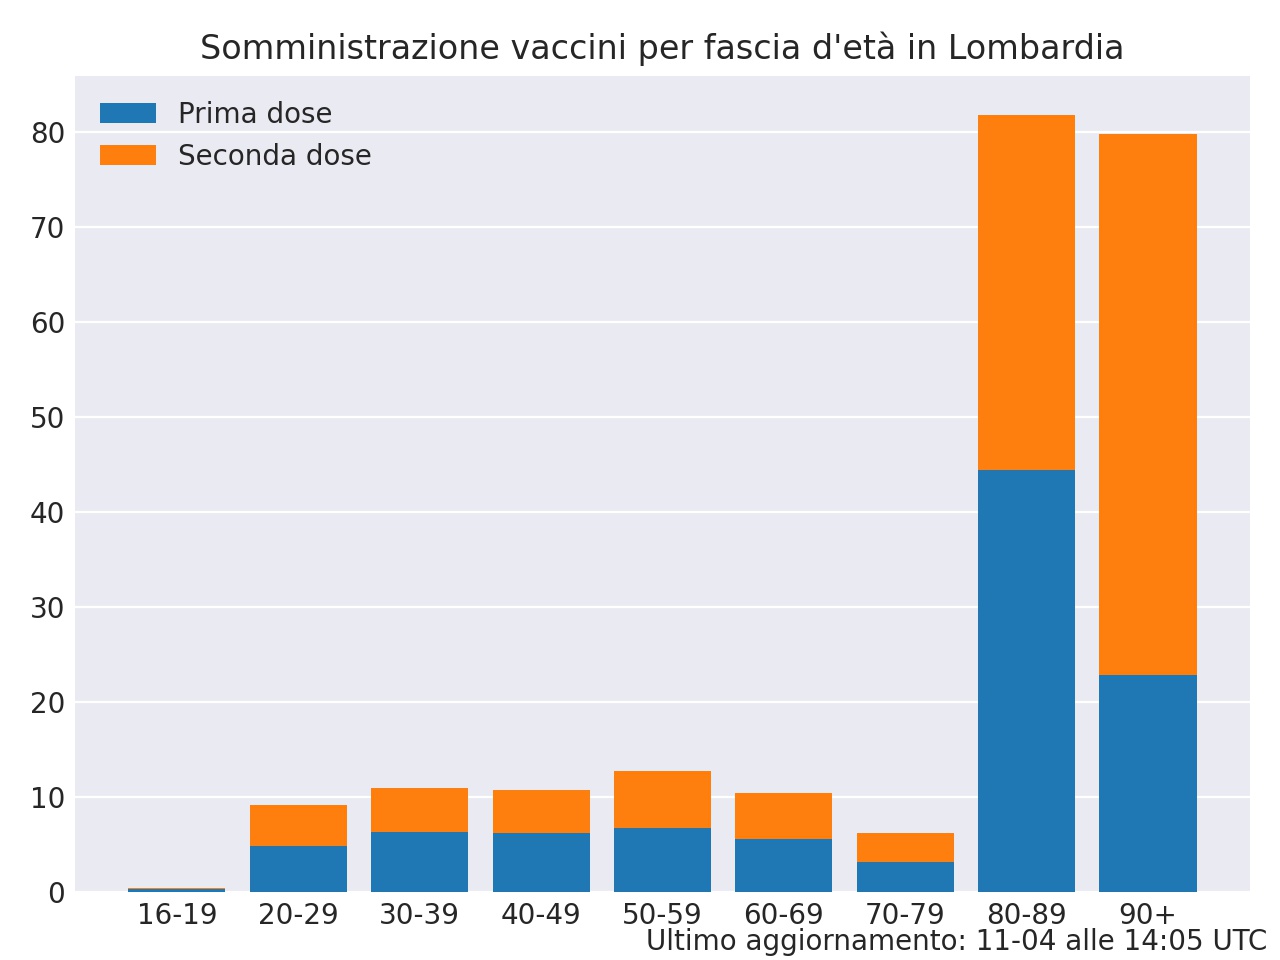 Somministrazione vaccini per fascia d'età in Lombardia
Prima dose
Seconda dose
80
70
60
50
40
30
20
10
0
16-19 20-29 30-39 40-49 50-59 60-69 70-79 80-89 90+
Ultimo aggiornamento: 11-04 alle 14:05 UTC